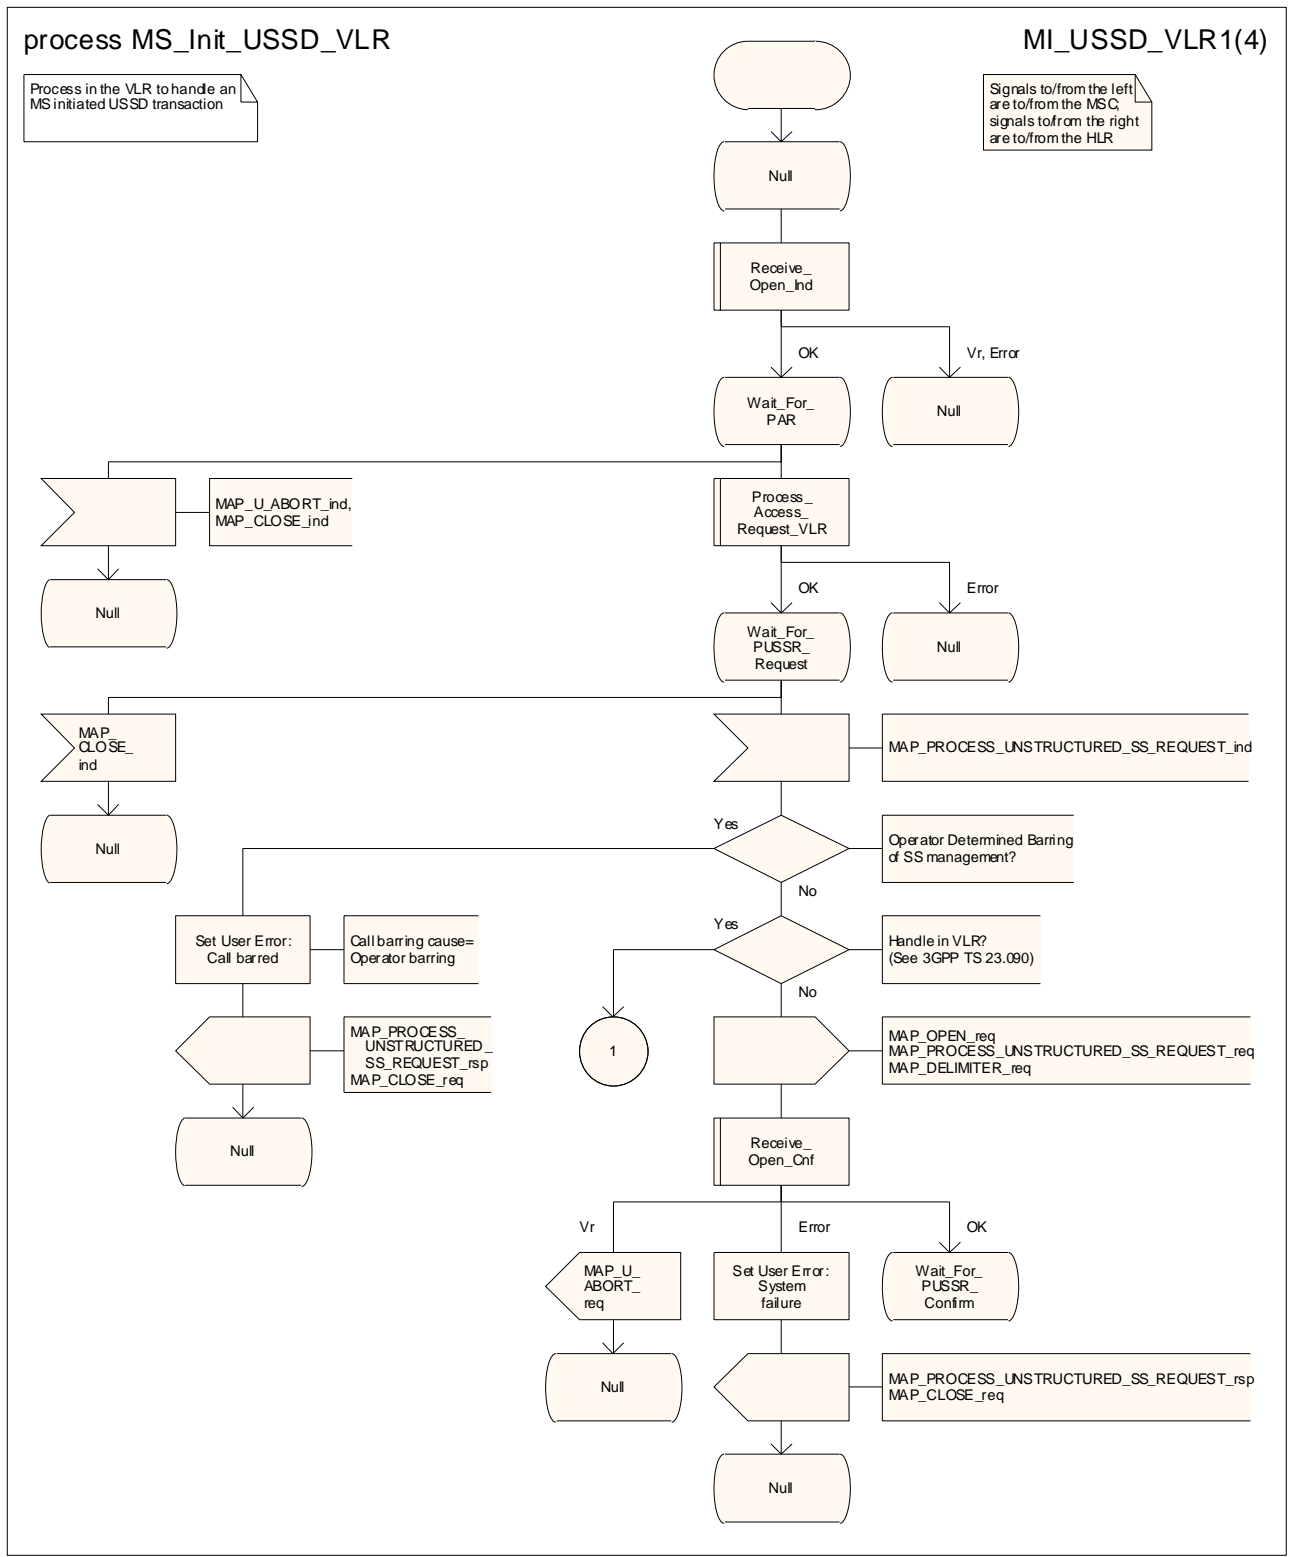 process MS_Init_USSD_VLR
MI_USSD_VLR1(4)
Process in the VLR to handle an
MS initiated USSD transaction
Signals to/from the left
are to/from the MSC;
signals to/from the right
are to/from the HLR
Null
Receive_
Open_Ind
OK
Vr, Error
Wait_For_
PAR
Null
MAP_U_ABORT_ind,
MAP_CLOSE_ind
Process_
Access_
Request_VLR
Null
OK
Error
Wait_For_
PUSSR_
Request
Null
MAP_
CLOSE_
ind
MAP_PROCESS_UNSTRUCTURED_SS_REQUEST_ind
Null
Yes
Operator Determined Barring
of SS management?
No
Set User Error:
Call barred
Call barring cause=
Operator barring
Yes
Handle in VLR?
(See 3GPP TS 23.090)
No
MAP_PROCESS_
UNSTRUCTURED_
SS_REQUEST_rsp
MAP_CLOSE_req
1
MAP_OPEN_req
MAP_PROCESS_UNSTRUCTURED_SS_REQUEST_req
MAP_DELIMITER_req
Null
Receive_
Open_Cnf
Vr
Error
OK
MAP_U_
ABORT_
req
Set User Error:
System
failure
Wait_For_
PUSSR_
Confirm
Null
MAP_PROCESS_UNSTRUCTURED_SS_REQUEST_rsp
MAP_CLOSE_req
Null